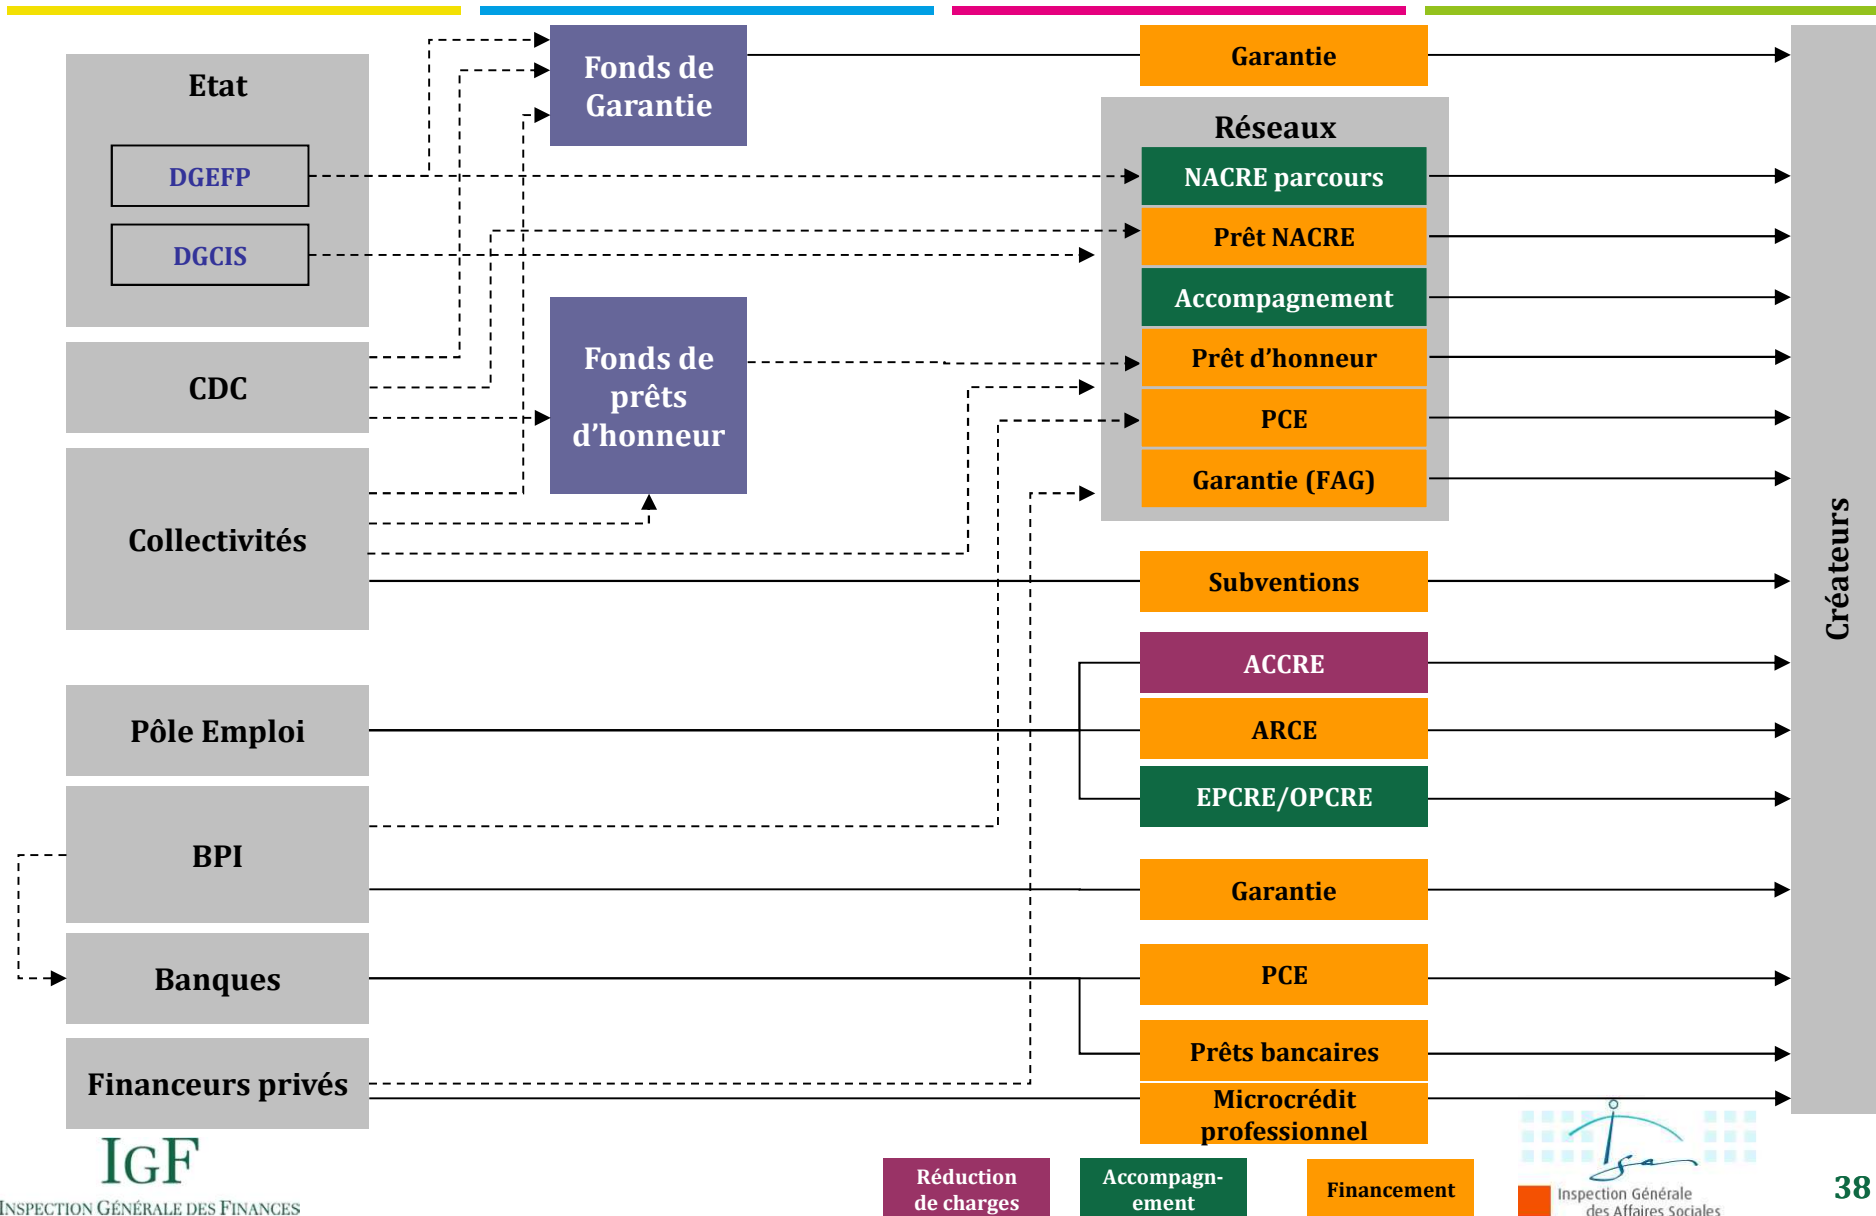 Etat
DGEFP
DGCIS
CDC
Collectivités
Pôle Emploi
BPI
Banques
Financeurs privés
Fonds de
Garantie
Fonds de
prêts
d’honneur
Garantie
Réseaux
NACRE parcours
Prêt NACRE
Accompagnement
Prêt d’honneur
PCE
Garantie (FAG)
Subventions
ACCRE
ARCE
EPCRE/OPCRE
Garantie
PCE
Prêts bancaires
Microcrédit
professionnel
Créateurs
IGF
INSPECTION GÉNÉRALE DES FINANCES
Réduction
de charges
Accompagn-
ement
Financement
Inspection Générale
des Affaires Sociales
38